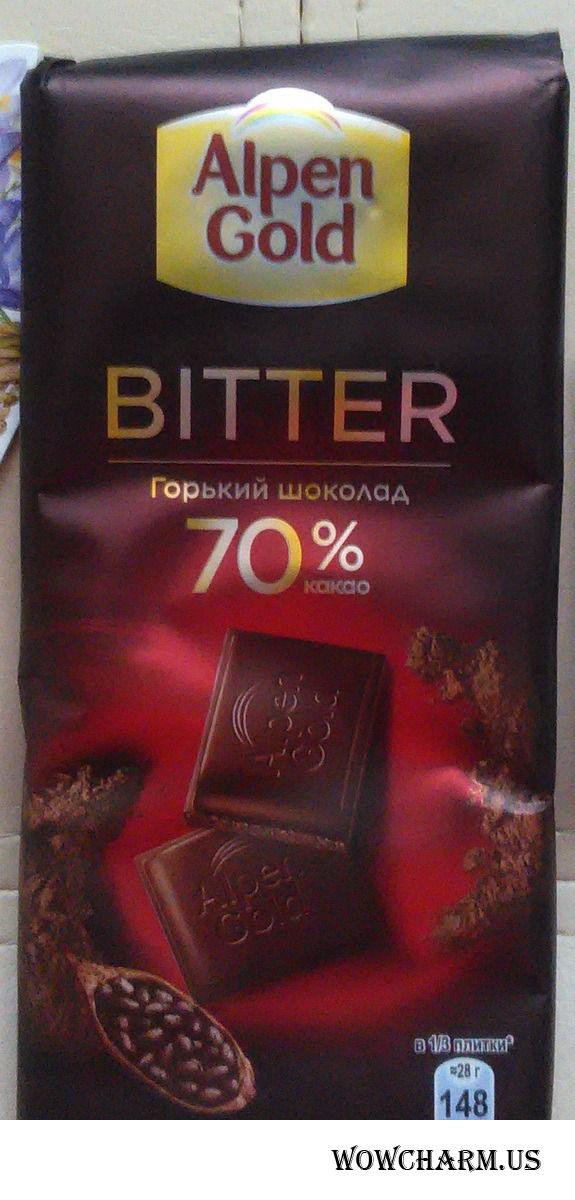 Alpen
Gold
BITTER
Горький шоколад
70%
какао
Alpen
Gold
Alpen
Gold
в 1/3 плитки*
≈28 г
148
WOWCHARM.US